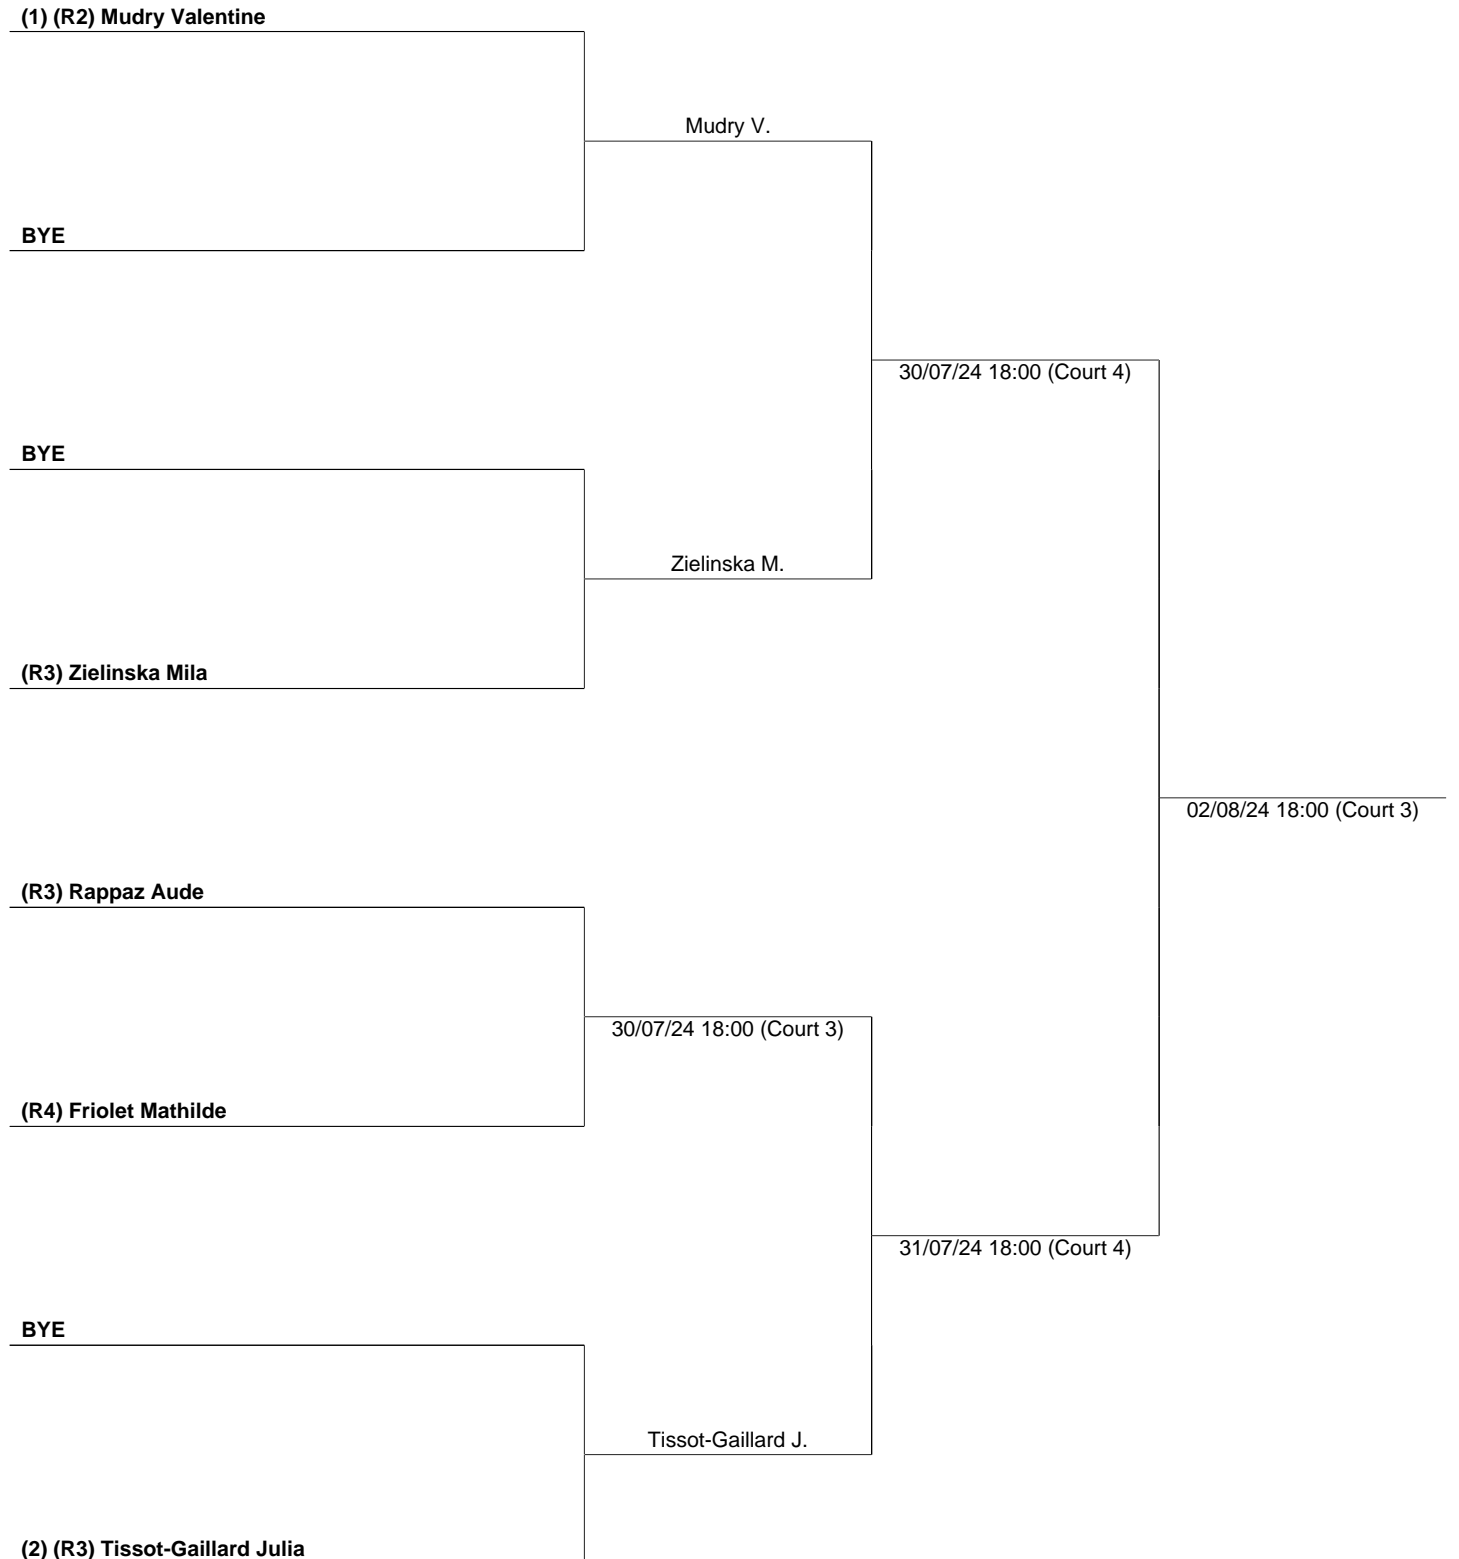 (1) (R2) Mudry Valentine
Mudry V.
BYE
30/07/24 18:00 (Court 4)
BYE
Zielinska M.
(R3) Zielinska Mila
02/08/24 18:00 (Court 3)
(R3) Rappaz Aude
30/07/24 18:00 (Court 3)
(R4) Friolet Mathilde
31/07/24 18:00 (Court 4)
BYE
Tissot-Gaillard J.
(2) (R3) Tissot-Gaillard Julia